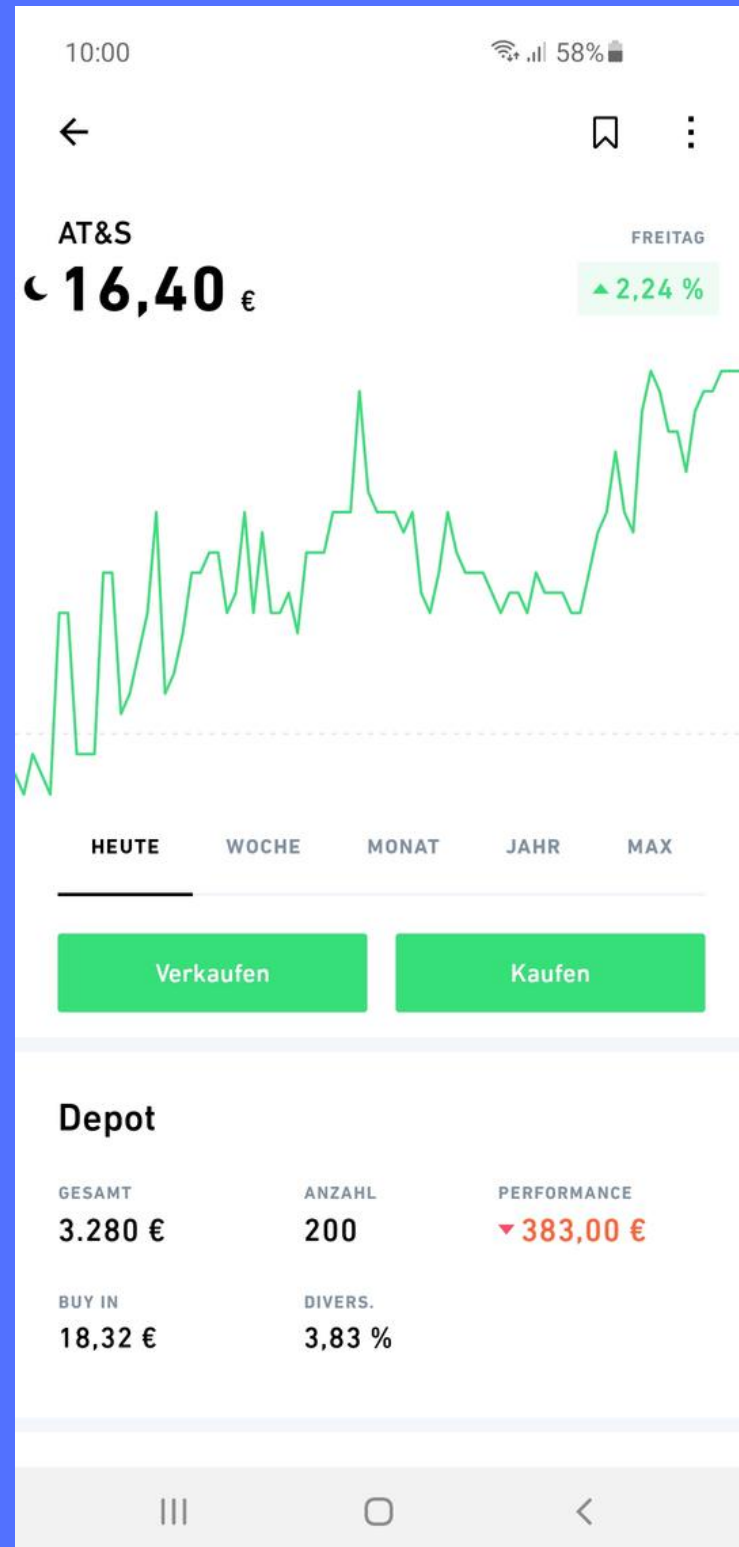 10:00 58%
AT&S FREITAG
16,40 € ▲ 2,24 %
HEUTE WOCHE MONAT JAHR MAX
Verkaufen Kaufen
Depot
GESAMT ANZAHL PERFORMANCE
3.280 € 200 ▼ 383,00 €
BUY IN DIVERS.
18,32 € 3,83 %